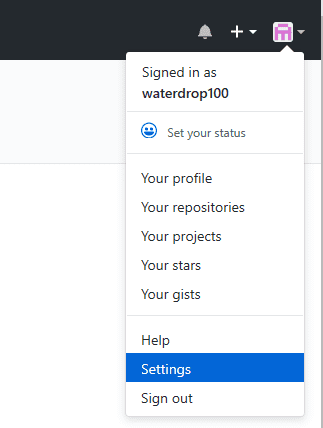 Signed in as
waterdrop100
Set your status
Your profile
Your repositories
Your projects
Your stars
Your gists
Help
Settings
Sign out